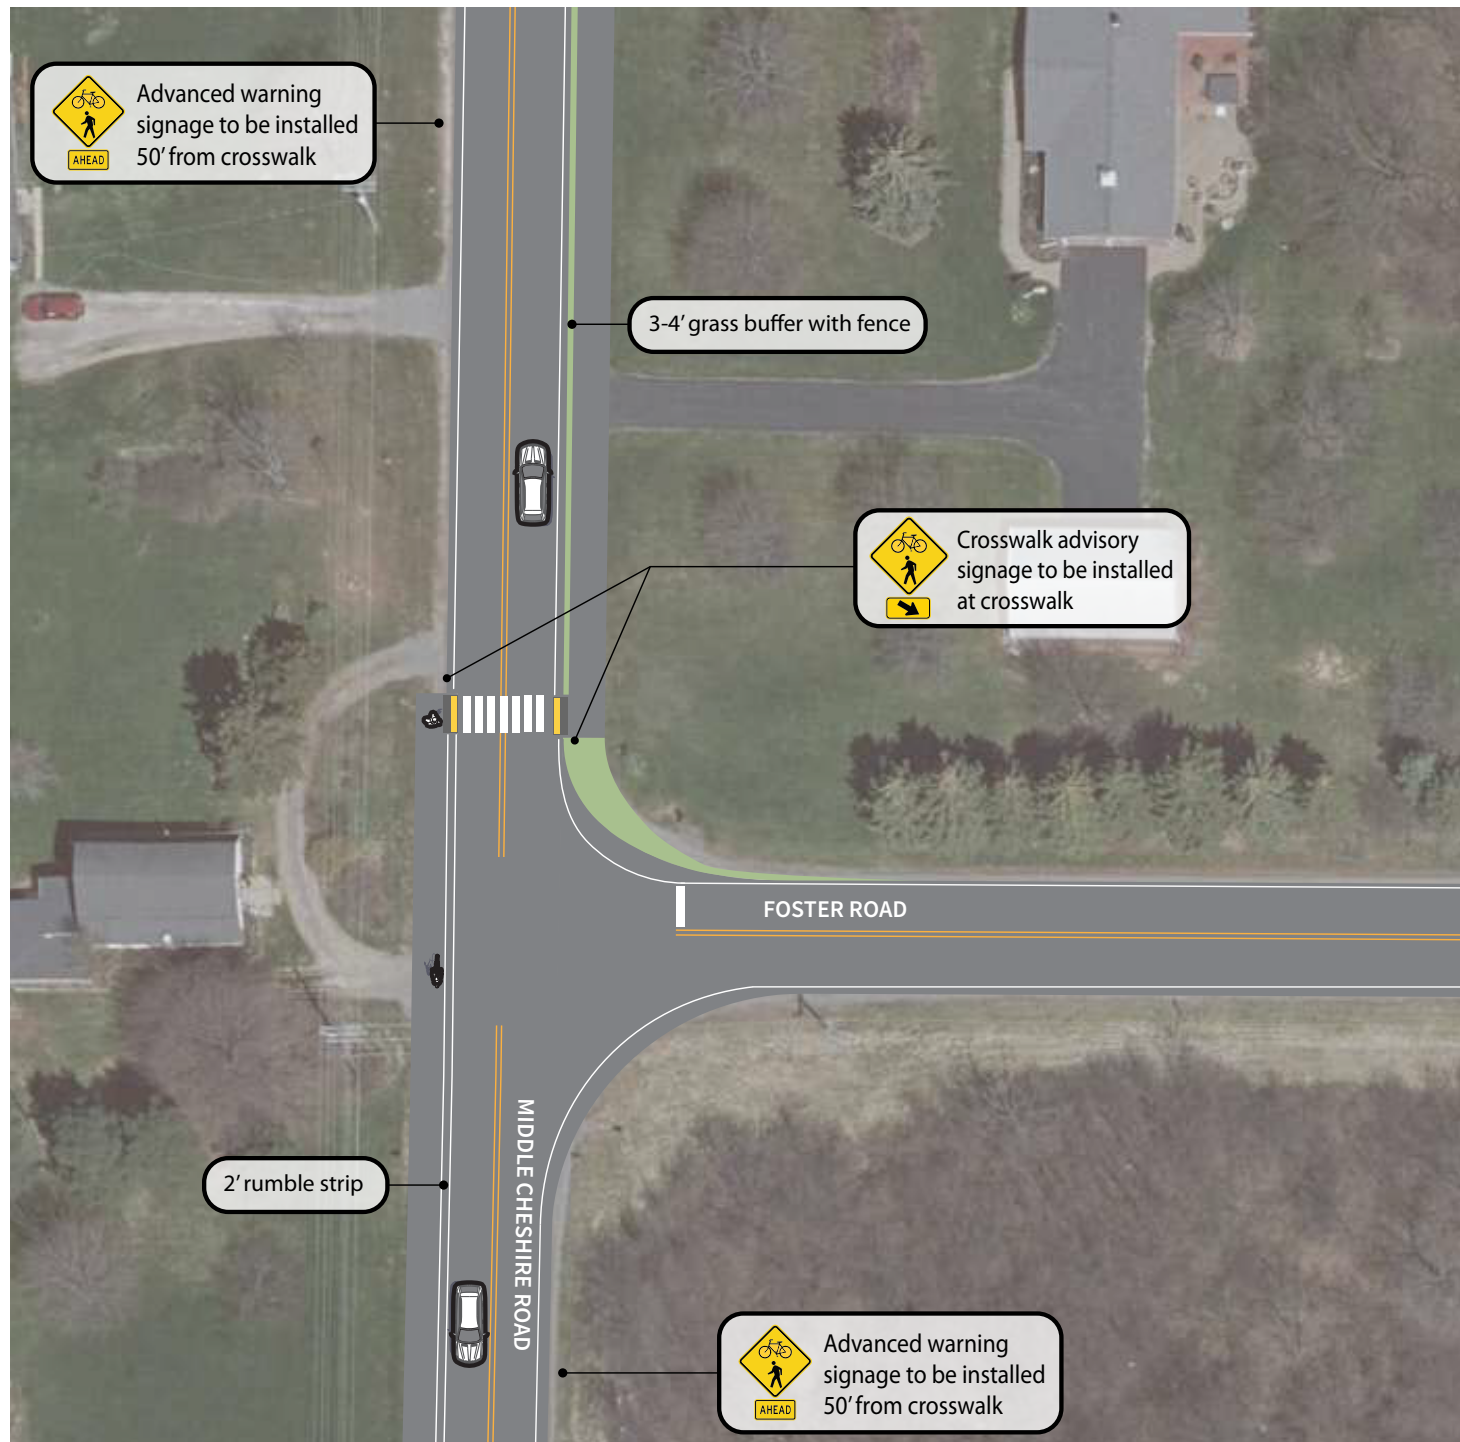 AHEAD
Advanced warning
signage to be installed
50' from crosswalk
3-4' grass buffer with fence
Crosswalk advisory
signage to be installed
at crosswalk
FOSTER ROAD
MIDDLE CHESHIRE ROAD
2' rumble strip
AHEAD
Advanced warning
signage to be installed
50' from crosswalk